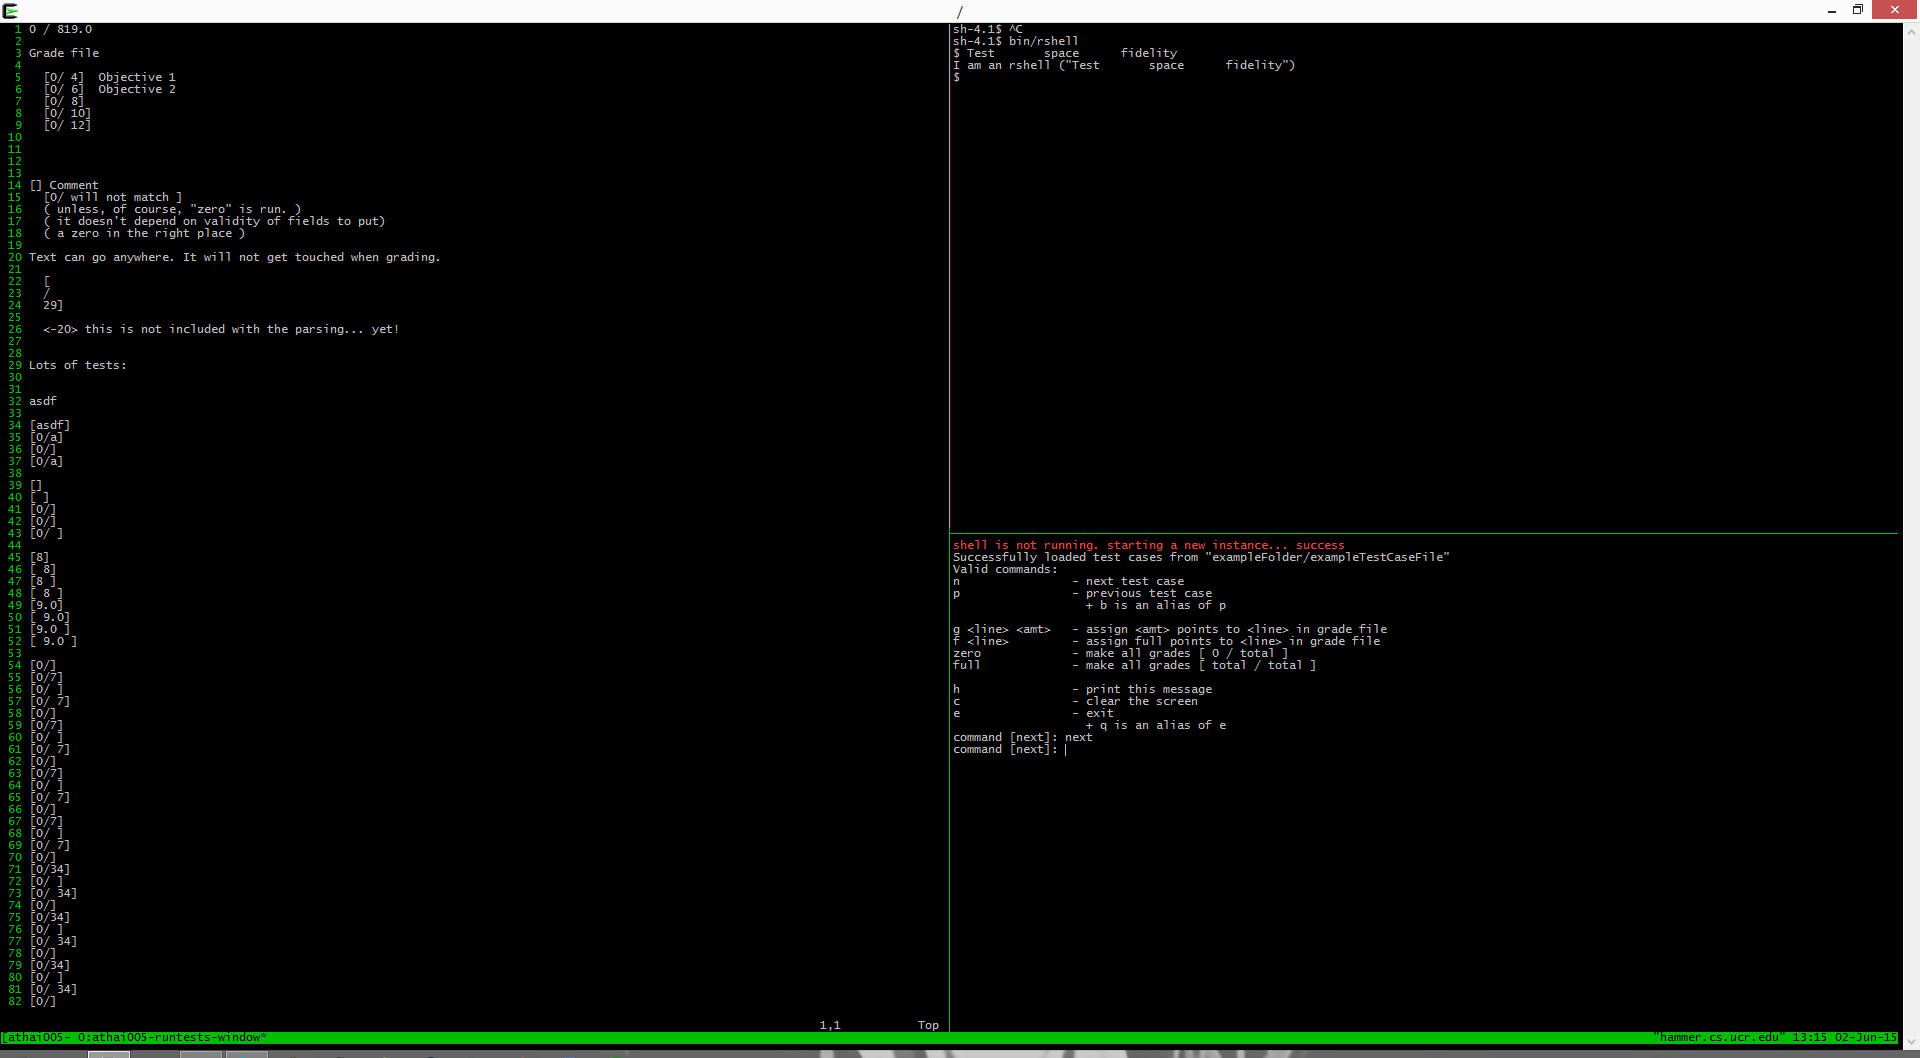 /
1 0 / 819.0
2
3 Grade file
4
5   [0/ 4]  Objective 1
6   [0/ 6]  Objective 2
7   [0/ 8]
8   [0/ 10]
9   [0/ 12]
10
11
12
13
14 [] Comment
15   [0/ will not match ]
16   ( unless, of course, "zero" is run. )
17   ( it doesn't depend on validity of fields to put)
18   ( a zero in the right place )
19
20 Text can go anywhere. It will not get touched when grading.
21
22   [
23   /
24   29]
25
26   <-20> this is not included with the parsing... yet!
27
28
29 Lots of tests:
30
31
32 asdf
33
34 [asdf]
35 [0/a]
36 [0/]
37 [0/a]
38
39 []
40 [ ]
41 [0/]
42 [0/]
43 [0/ ]
44
45 [8]
46 [ 8]
47 [8 ]
48 [ 8 ]
49 [9.0]
50 [ 9.0]
51 [9.0 ]
52 [ 9.0 ]
53
54 [0/]
55 [0/7]
56 [0/ ]
57 [0/ 7]
58 [0/]
59 [0/7]
60 [0/ ]
61 [0/ 7]
62 [0/]
63 [0/7]
64 [0/ ]
65 [0/ 7]
66 [0/]
67 [0/7]
68 [0/ ]
69 [0/ 7]
70 [0/]
71 [0/34]
72 [0/ ]
73 [0/ 34]
74 [0/]
75 [0/34]
76 [0/ ]
77 [0/ 34]
78 [0/]
79 [0/34]
80 [0/ ]
81 [0/ 34]
82 [0/]
1,1           Top
sh-4.1$ ^C
sh-4.1$ bin/rshell
$ Test       space      fidelity
I am an rshell ("Test       space      fidelity")
$
shell is not running. starting a new instance... success
Successfully loaded test cases from "exampleFolder/exampleTestCaseFile"
Valid commands:
n                - next test case
p                - previous test case
                   + b is an alias of p
g <line> <amt>   - assign <amt> points to <line> in grade file
f <line>         - assign full points to <line> in grade file
zero             - make all grades [ 0 / total ]
full             - make all grades [ total / total ]
h                - print this message
c                - clear the screen
e                - exit
                   + q is an alias of e
command [next]: next
command [next]:
[athai005- 0:athai005-runtests-window* "hammer.cs.ucr.edu" 13:15 02-Jun-15